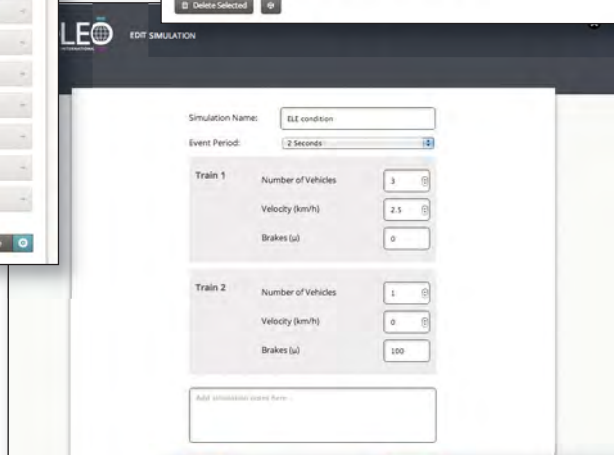 Delete Selected
LEO
INTERNATIONAL
EDIT SIMULATION
Simulation Name: ELE condition
Event Period: 2 Seconds
Train 1
Number of Vehicles 3
Velocity (km/h) 2.5
Brakes (μ) 0
Train 2
Number of Vehicles 1
Velocity (km/h) 0
Brakes (μ) 100
Add simulation notes here...